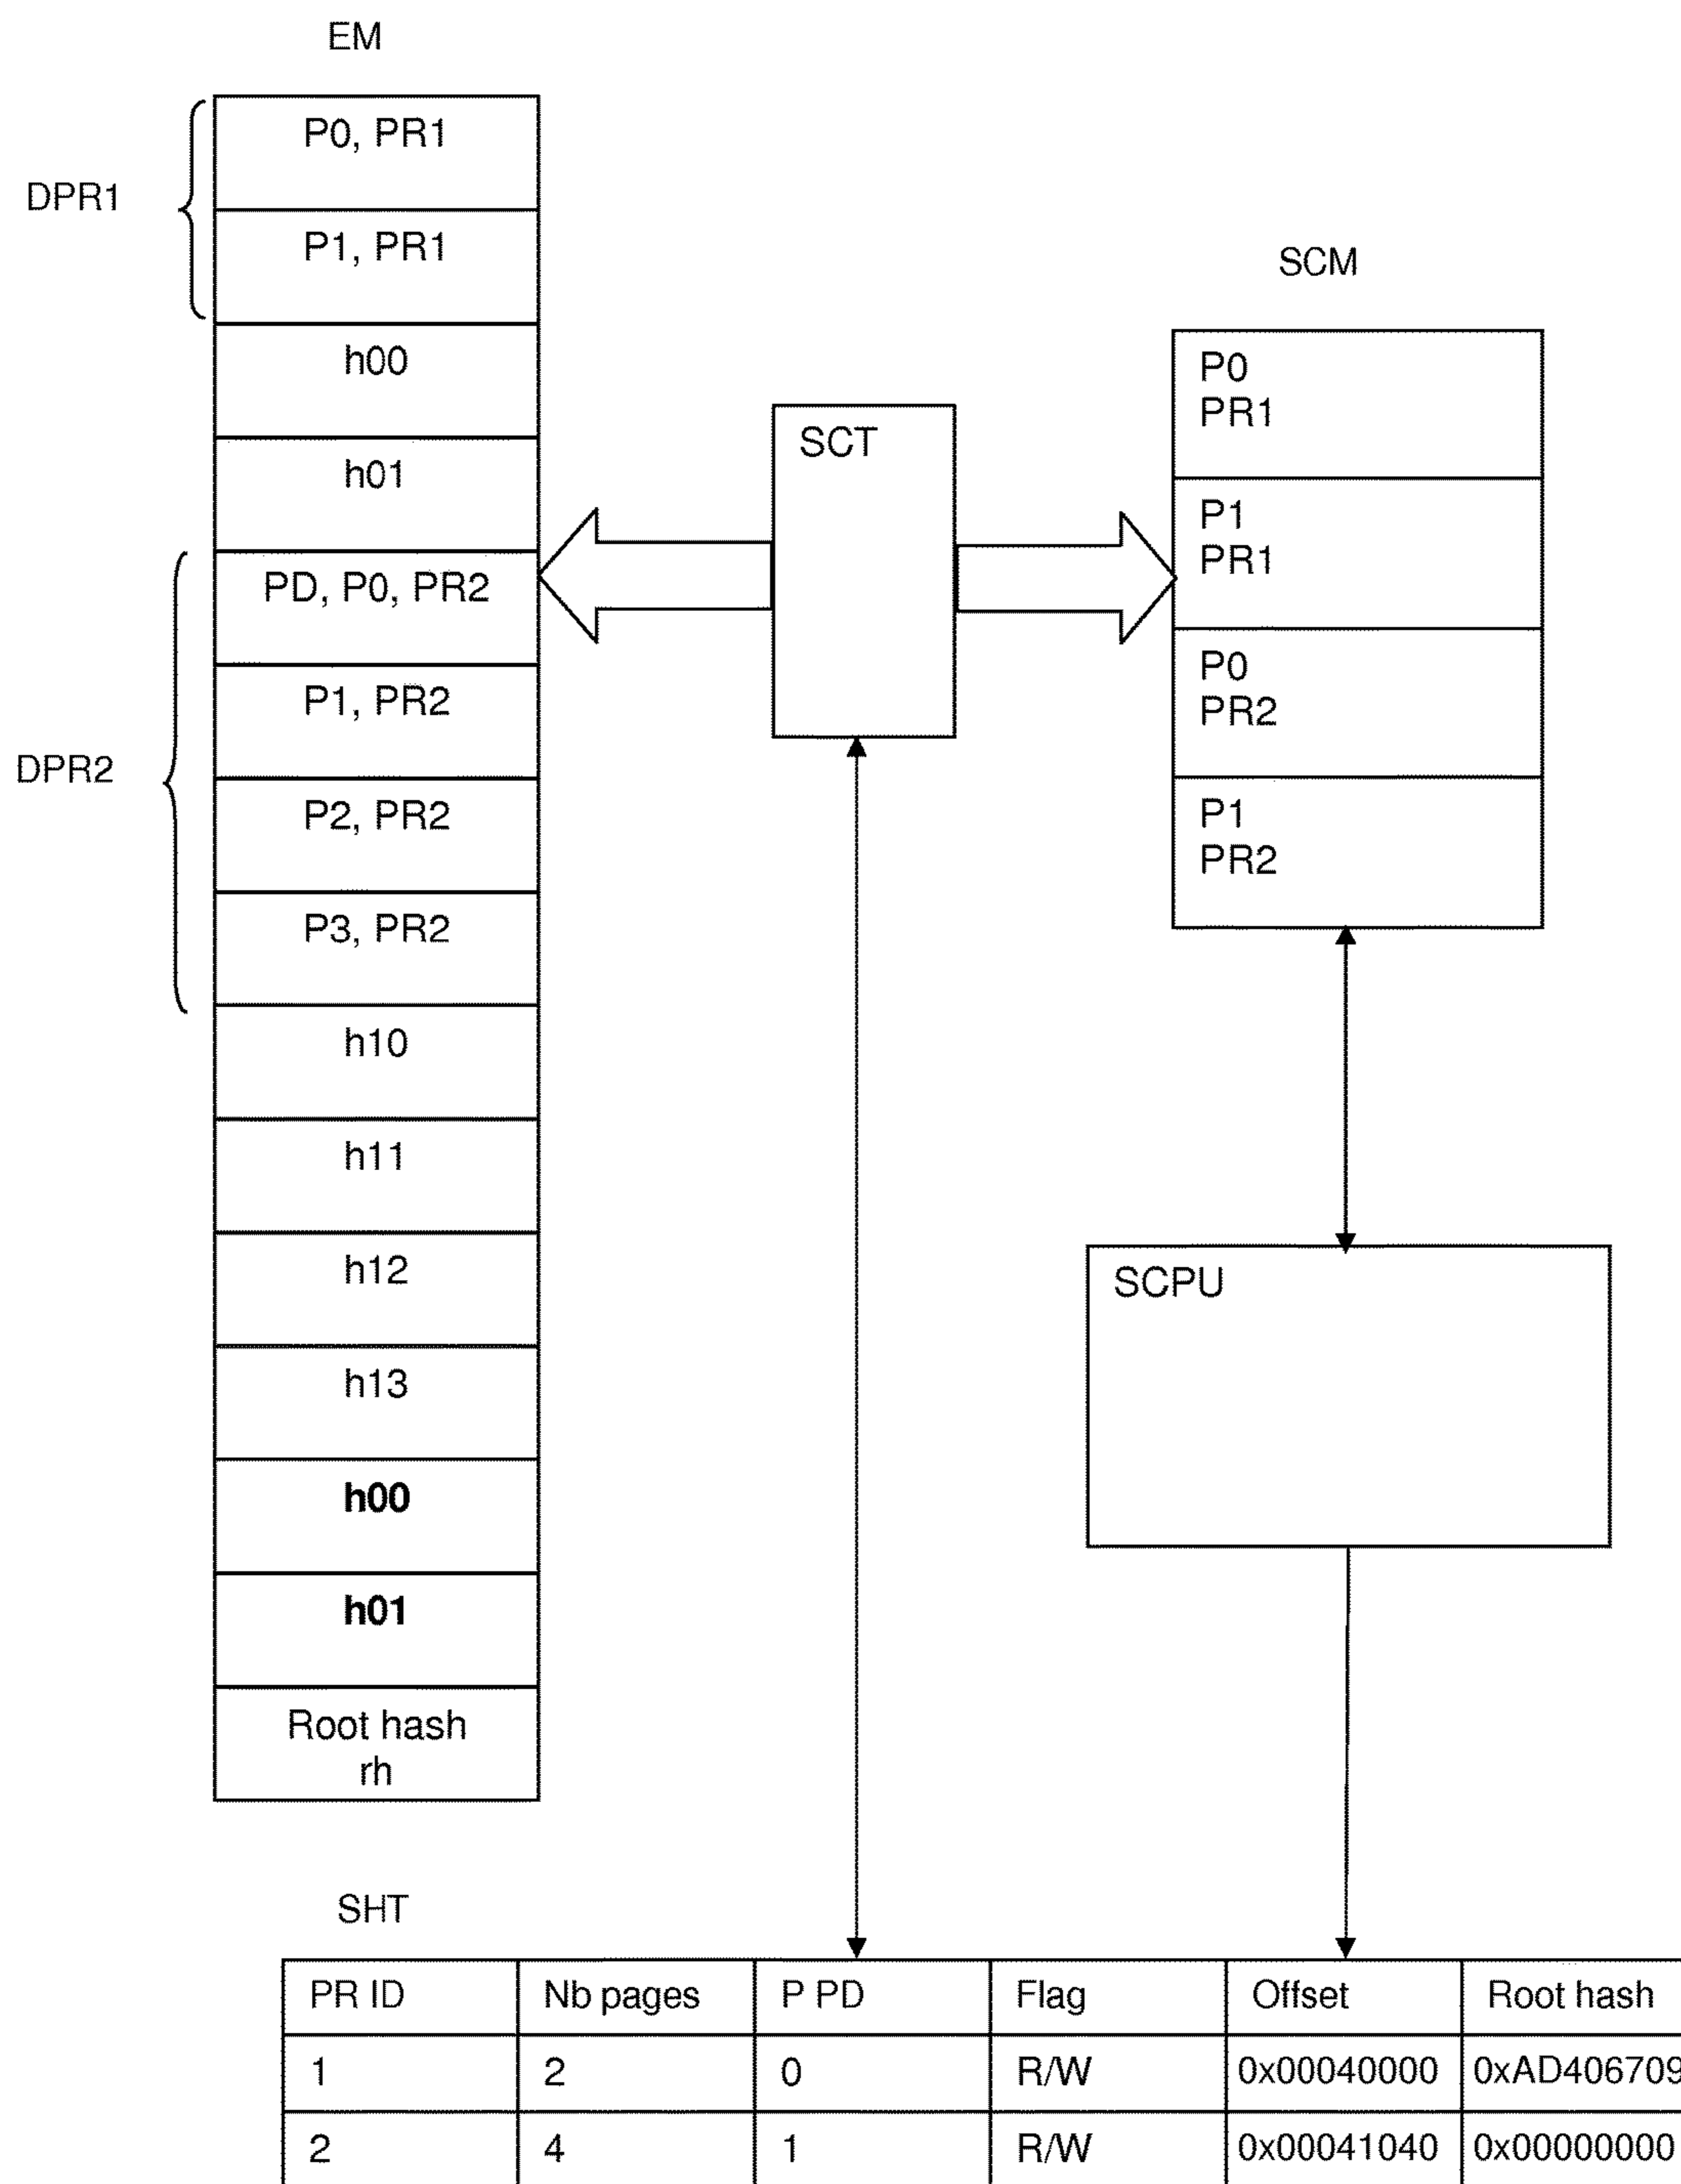 EM
P0, PR1
DPR1
P1, PR1
SCM
h00
P0
PR1
SCT
h01
P1
PR1
PD, P0, PR2
P0
PR2
P1, PR2
DPR2
P2, PR2
P1
PR2
P3, PR2
h10
h11
h12
SCPU
h13
h00
h01
Root hash
rh
SHT
PR ID Nb pages P PD Flag Offset Root hash
1 2 0 R/W 0x00040000 0xAD406709
2 4 1 R/W 0x00041040 0x00000000